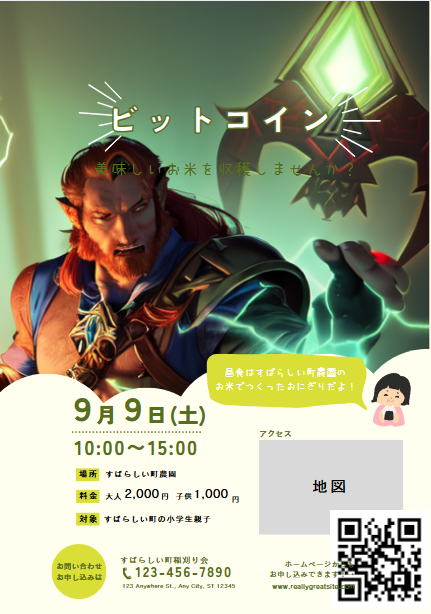 ビットコイン
美味しいお米を収穫しませんか？
昼食はすばらしい町農園の
お米でつくったおにぎりだよ！
9月9日(土)
10:00〜15:00
場所 すばらしい町農園
料金 大人 2,000円 子供 1,000円
対象 すばらしい町の小学生親子
アクセス
地図
お問い合わせ
お申し込みは
すばらしい町稲刈り会
123-456-7890
123 Anywhere St., Any City, ST 12345
ホームページから
お申し込みできます
www.reallygreatsite